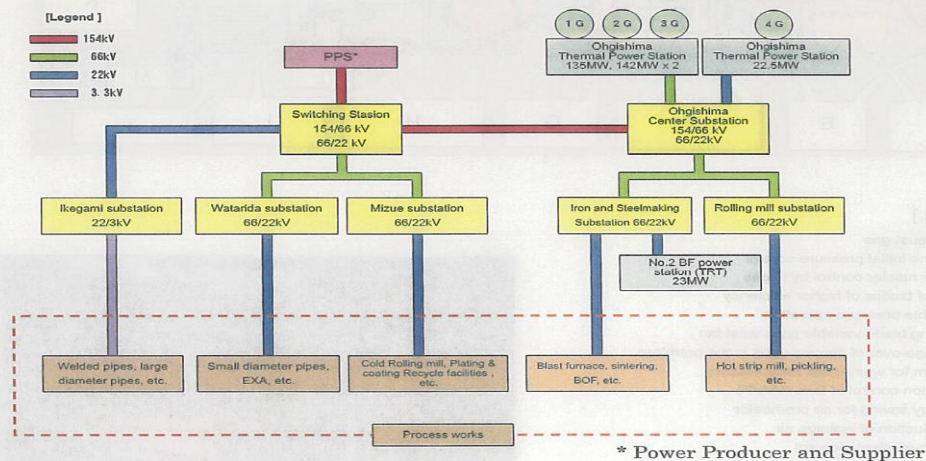 [Legend ]
154kV
66kV
22kV
3. 3kV
PPS*
1 G
2 G
3 G
4 G
Ohgishima
Thermal Power Station
135MW, 142MW x 2
Ohgishima
Thermal Power Station
22.5MW
Switching Stasion
154/66 kV
66/22 kV
Ohgishima
Center Substation
154/66 kV
66/22kV
Ikegami substation
22/3kV
Watarida substation
66/22kV
Mizue substation
66/22kV
Iron and Steelmaking
Substation 66/22kV
Rolling mill substation
66/22kV
No.2 BF power
station (TRT)
23MW
Welded pipes, large
diameter pipes, etc.
Small diameter pipes,
EXA, etc.
Cold Rolling mill, Plating &
coating Recycle facilities ,
etc.
Blast furnace, sintering,
BOF, etc.
Hot strip mill, pickling,
etc.
Process works
* Power Producer and Supplier